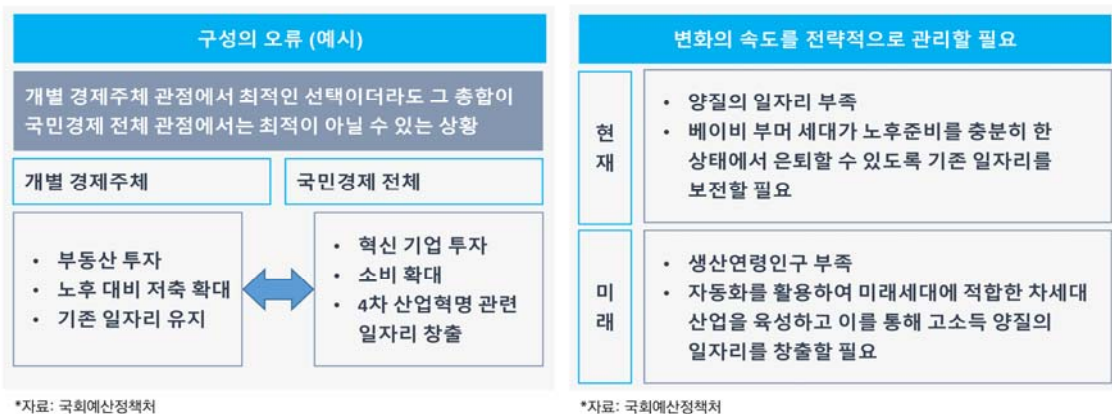 구성의 오류 (예시)
개별 경제주체 관점에서 최적인 선택이더라도 그 총합이
국민경제 전체 관점에서는 최적이 아닐 수 있는 상황
개별 경제주체
국민경제 전체
• 부동산 투자
• 노후 대비 저축 확대
• 기존 일자리 유지
• 혁신 기업 투자
• 소비 확대
• 4차 산업혁명 관련
일자리 창출
*자료: 국회예산정책처
변화의 속도를 전략적으로 관리할 필요
현
재
• 양질의 일자리 부족
• 베이비 부머 세대가 노후준비를 충분히 한
상태에서 은퇴할 수 있도록 기존 일자리를
보전할 필요
미
래
• 생산연령인구 부족
• 자동화를 활용하여 미래세대에 적합한 차세대
산업을 육성하고 이를 통해 고소득 양질의
일자리를 창출할 필요
*자료: 국회예산정책처